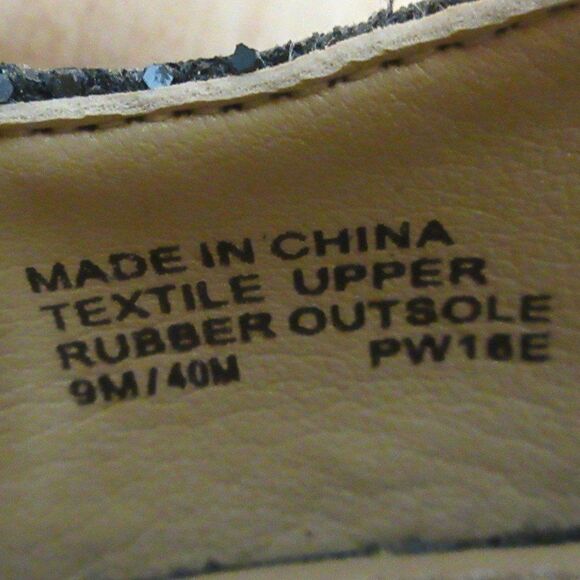 MADE IN CHINA
TEXTILE UPPER
RUBBER OUTSOLE
9M/40M PW16E